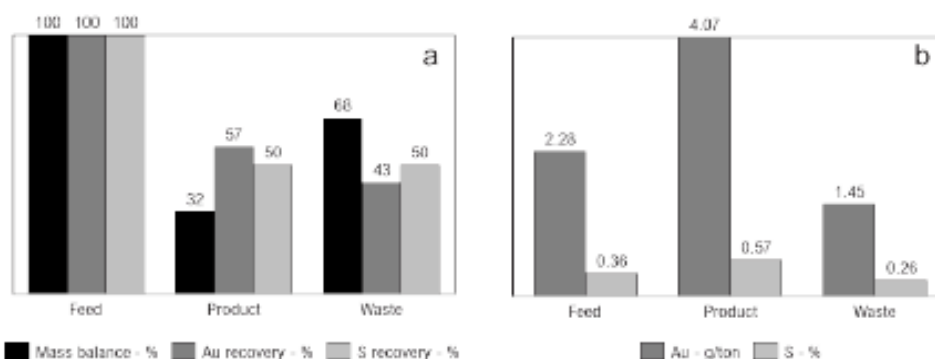 100 100 100
a
68
57
50
50
43
32
Feed Product Waste
Mass balance - % Au recovery - % S recovery - %
4.07
b
2.28
1.45
0.57
0.36
0.26
Feed Product Waste
Au - g/ton S - %